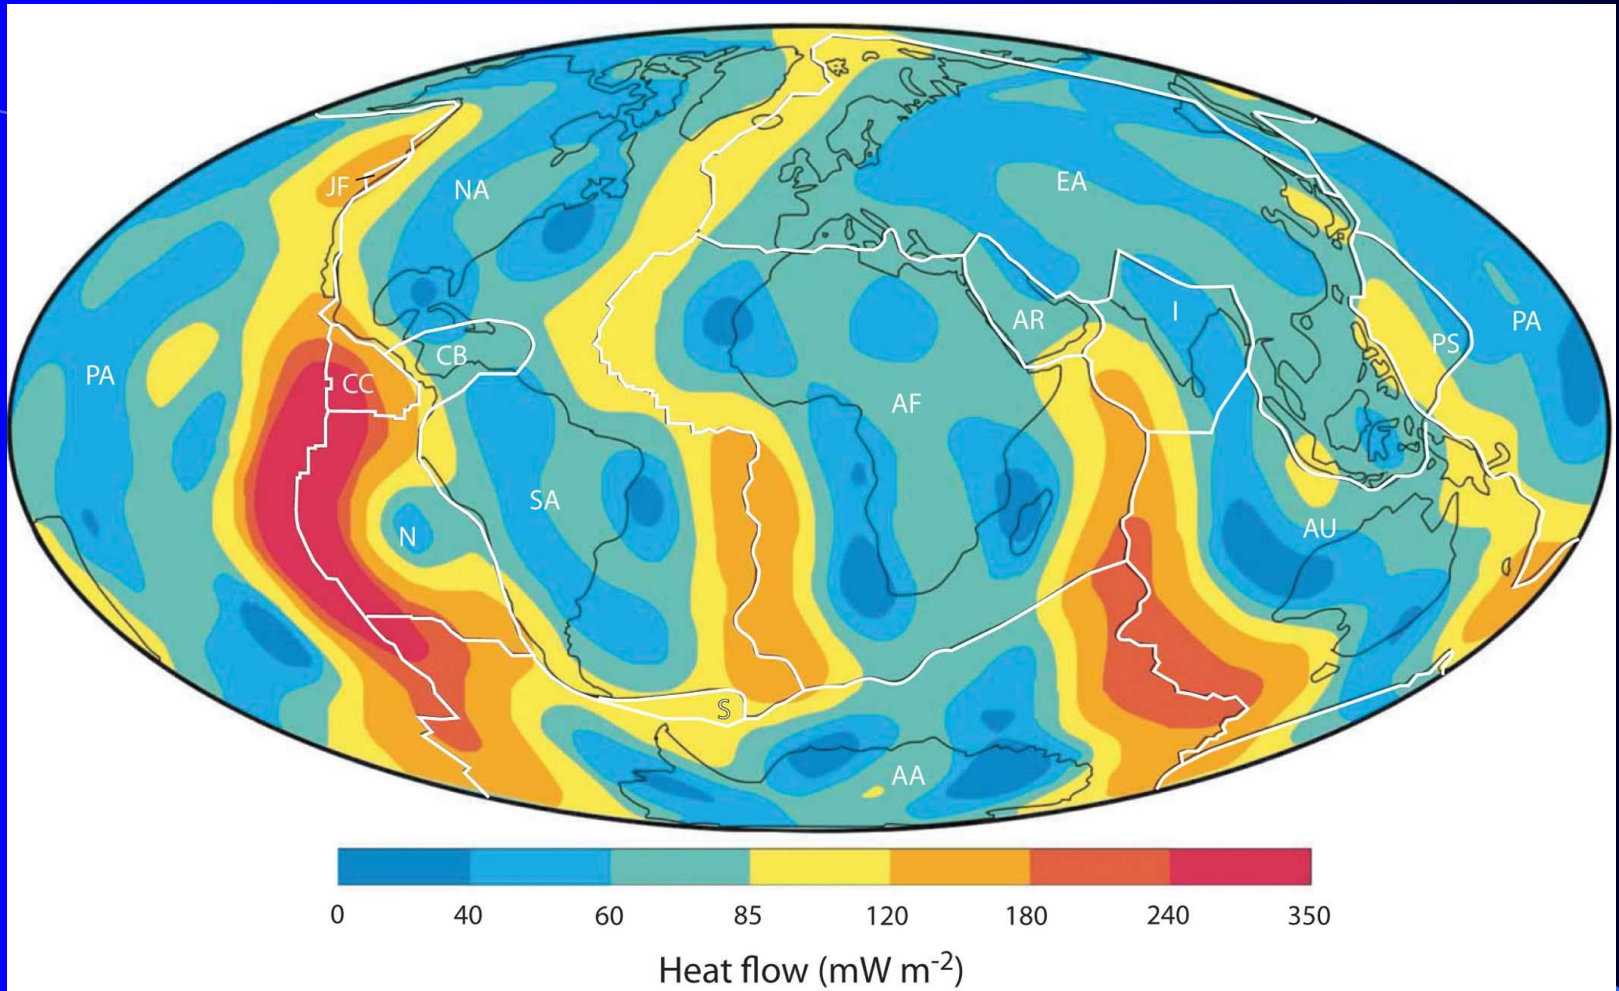 JF
NA
EA
PA
CB
CC
AR
I
PS
PA
AF
SA
N
AU
S
AA
0 40 60 85 120 180 240 350
Heat flow (mW m⁻²)